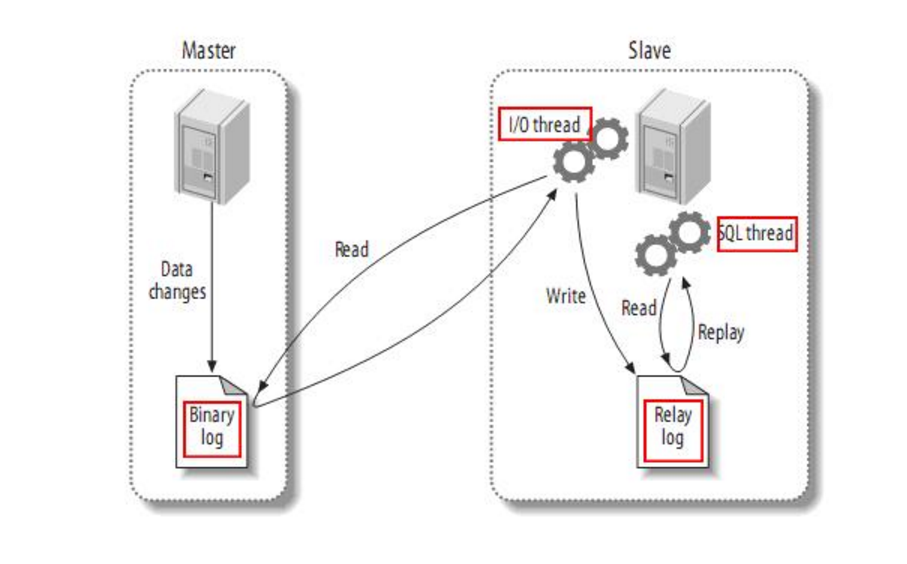 Master
Slave
I/O thread
SQL thread
Read
Data
changes
Write
Read
Replay
Binary
log
Relay
log